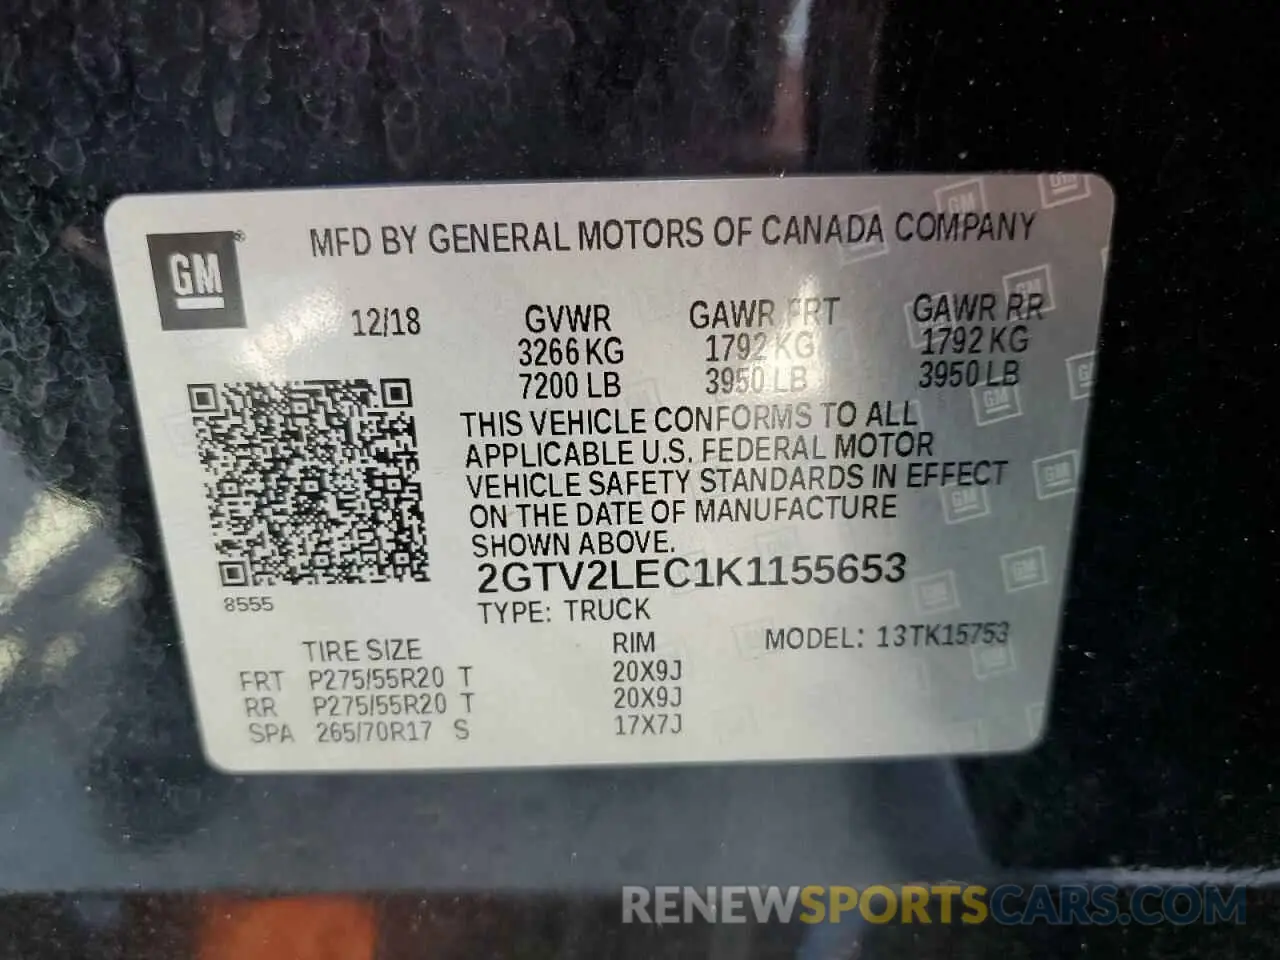 GM®
MFD BY GENERAL MOTORS OF CANADA COMPANY
12/18
GVWR
3266 KG
7200 LB
GAWR FRT
1792 KG
3950 LB
GAWR RR
1792 KG
3950 LB
THIS VEHICLE CONFORMS TO ALL
APPLICABLE U.S. FEDERAL MOTOR
VEHICLE SAFETY STANDARDS IN EFFECT
ON THE DATE OF MANUFACTURE
SHOWN ABOVE.
2GTV2LEC1K1155653
8555
TYPE: TRUCK
MODEL: 13TK15753
TIRE SIZE RIM
FRT P275/55R20 T 20X9J
RR P275/55R20 T 20X9J
SPA 265/70R17 S 17X7J
RENEWSPORTSCARS.COM